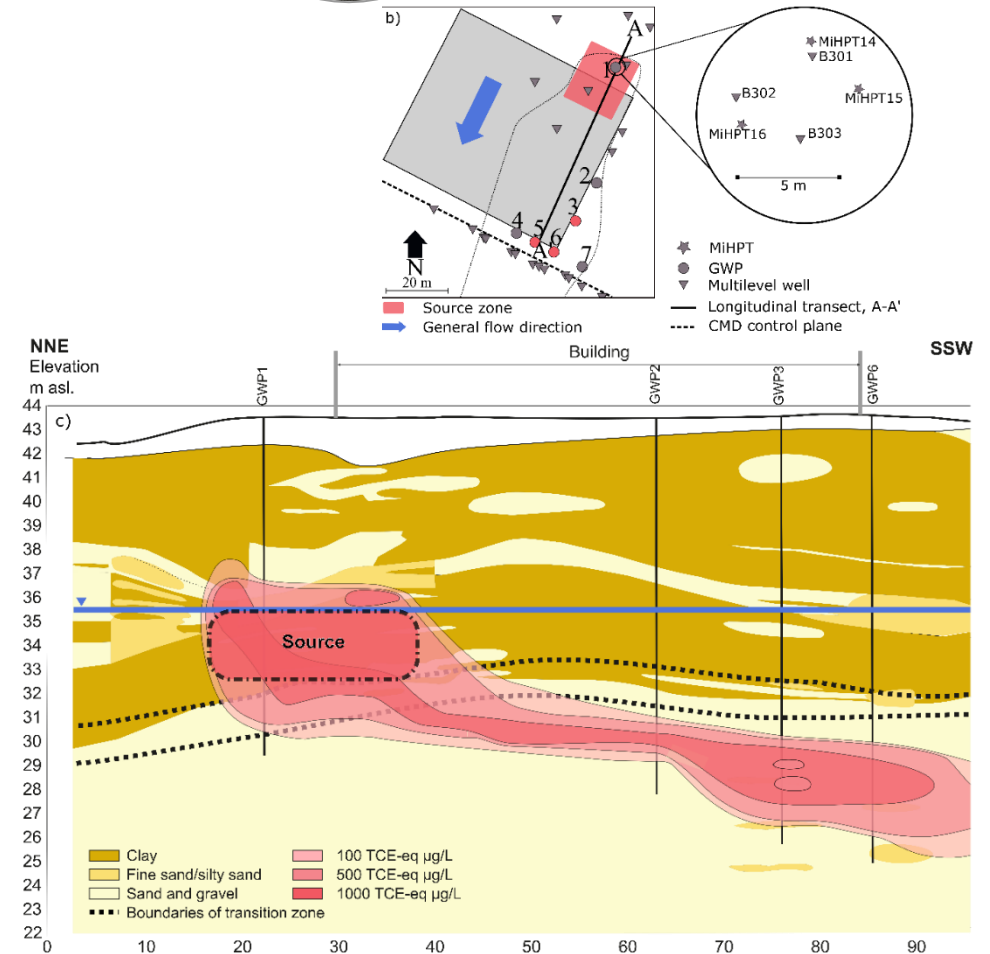 b)
A
1
2
3
4
5
6
A
7
N
20 m
Source zone
General flow direction
MiHPT14
B301
B302
MiHPT15
MiHPT16
B303
5 m
MiHPT
GWP
Multilevel well
Longitudinal transect, A-A'
CMD control plane
NNE
SSW
Elevation
m asl.
Building
GWP1
GWP2
GWP3
GWP6
c)
44
43
42
41
40
39
38
37
36
35
34
33
32
31
30
29
28
27
26
25
24
23
22
Source
Clay
Fine sand/silty sand
Sand and gravel
Boundaries of transition zone
100 TCE-eq µg/L
500 TCE-eq µg/L
1000 TCE-eq µg/L
0 10 20 30 40 50 60 70 80 90